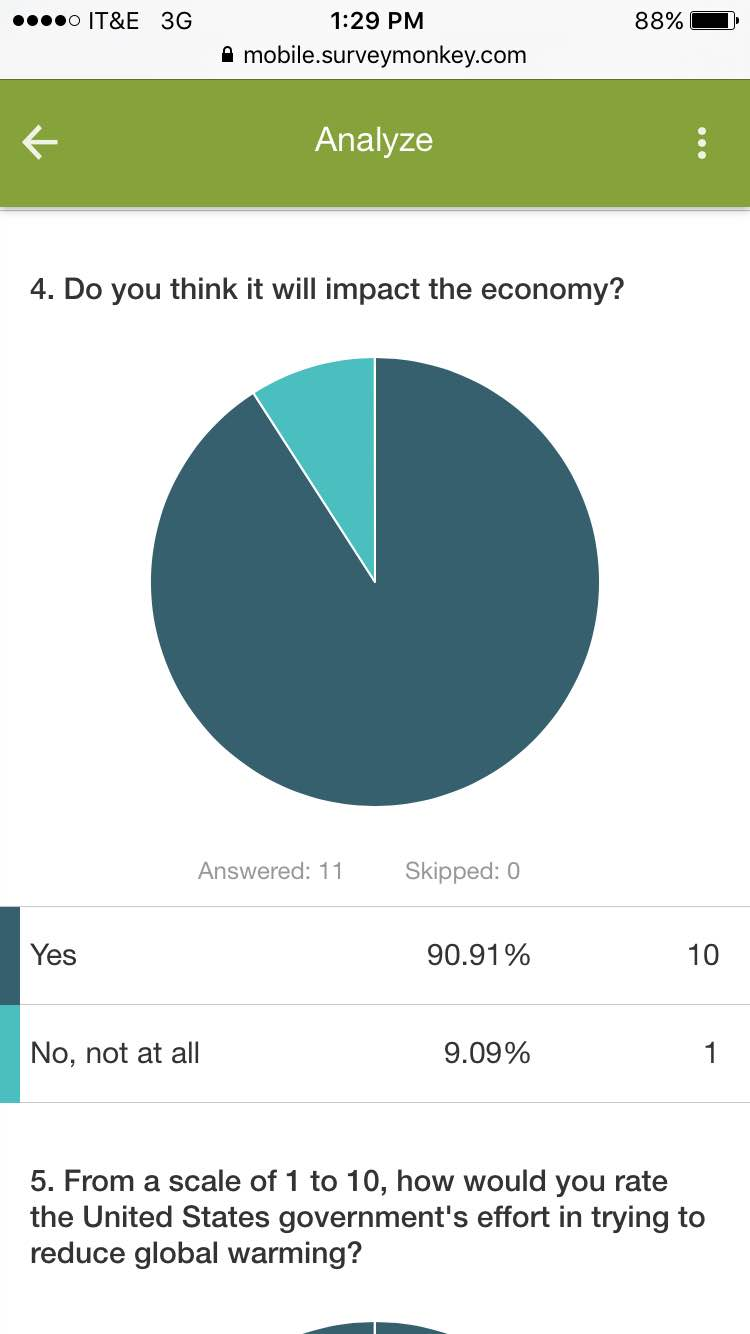 IT&E 3G 1:29 PM 88%
mobile.surveymonkey.com
Analyze
4. Do you think it will impact the economy?
Answered: 11 Skipped: 0
Yes 90.91% 10
No, not at all 9.09% 1
5. From a scale of 1 to 10, how would you rate
the United States government's effort in trying to
reduce global warming?